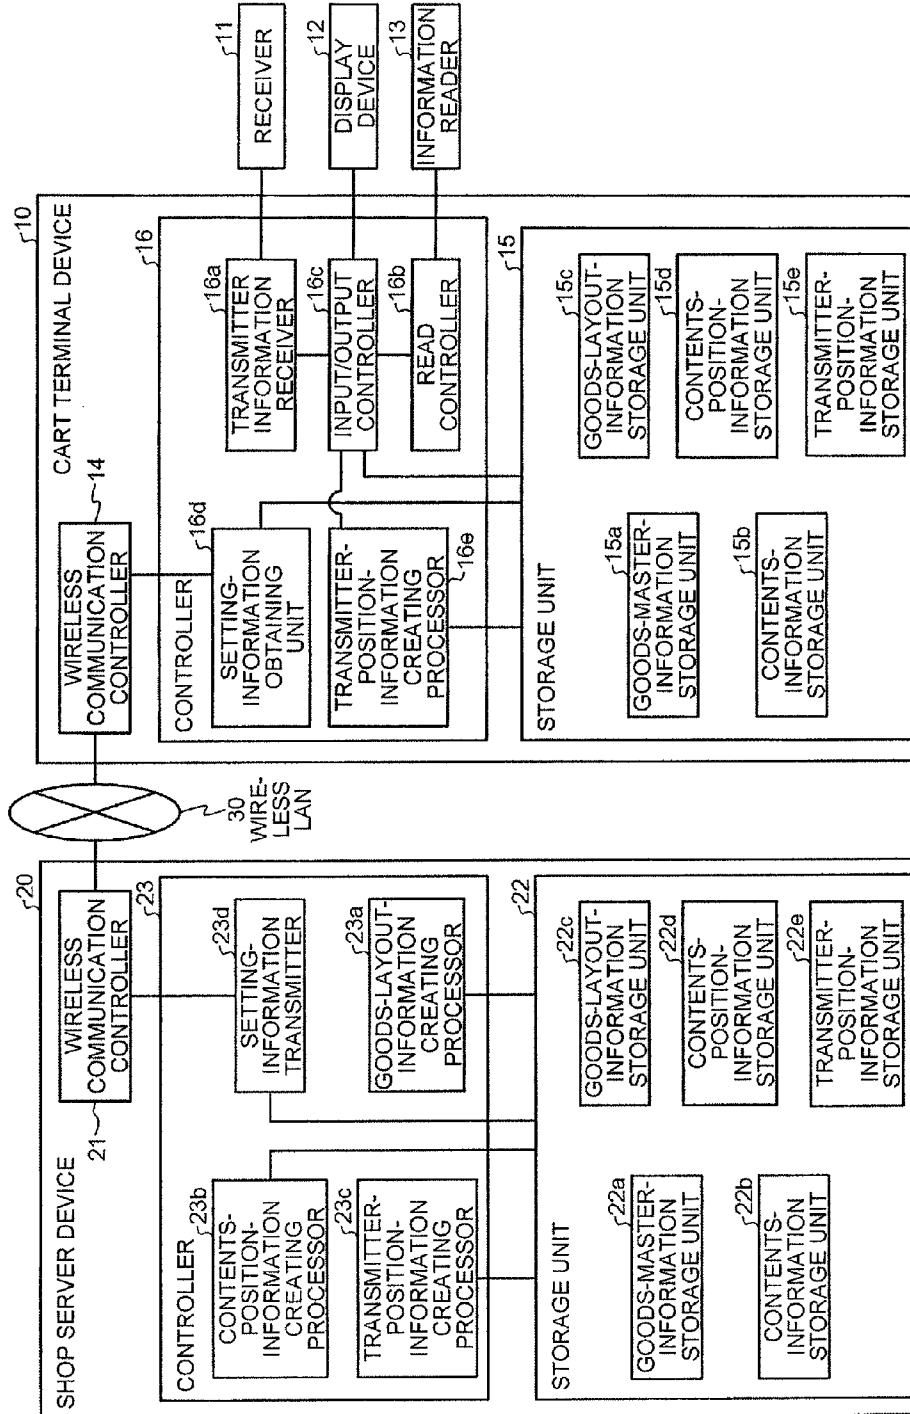 20
SHOP SERVER DEVICE
WIRELESS
COMMUNICATION
CONTROLLER
21
23
CONTROLLER
23b
CONTENTS-
POSITION-
INFORMATION
CREATING
PROCESSOR
23d
SETTING-
INFORMATION
TRANSMITTER
23c
TRANSMITTER-
POSITION-
INFORMATION
CREATING
PROCESSOR
23a
GOODS-LAYOUT-
INFORMATION
CREATING
PROCESSOR
22
STORAGE UNIT
22a
GOODS-MASTER-
INFORMATION
STORAGE UNIT
22b
CONTENTS-
INFORMATION
STORAGE UNIT
22c
GOODS-LAYOUT-
INFORMATION
STORAGE UNIT
22d
CONTENTS-
POSITION-
INFORMATION
STORAGE UNIT
22e
TRANSMITTER-
POSITION-
INFORMATION
STORAGE UNIT
30
WIRE-
LESS
LAN
10
CART TERMINAL DEVICE
WIRELESS
COMMUNICATION
CONTROLLER
14
16
CONTROLLER
16d
SETTING-
INFORMATION
OBTAINING
UNIT
TRANSMITTER-
POSITION-
INFORMATION
CREATING
PROCESSOR
16e
16a
TRANSMITTER
INFORMATION
RECEIVER
16c
INPUT/OUTPUT
CONTROLLER
16b
READ
CONTROLLER
11
RECEIVER
12
DISPLAY
DEVICE
13
INFORMATION
READER
15
STORAGE UNIT
15a
GOODS-MASTER-
INFORMATION
STORAGE UNIT
15b
CONTENTS-
INFORMATION
STORAGE UNIT
15c
GOODS-LAYOUT-
INFORMATION
STORAGE UNIT
15d
CONTENTS-
POSITION-
INFORMATION
STORAGE UNIT
15e
TRANSMITTER-
POSITION-
INFORMATION
STORAGE UNIT